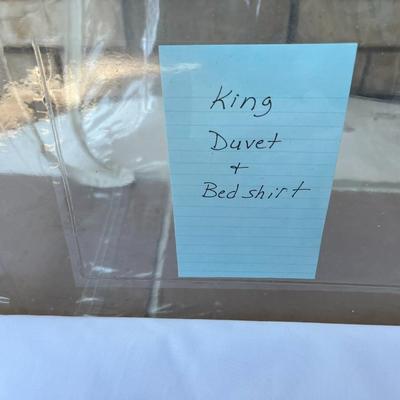 King
Duvet
+
Bed shirt